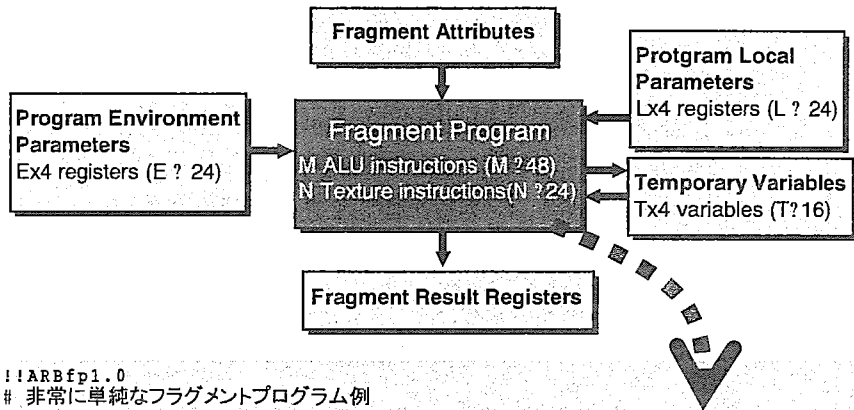 Fragment Attributes
Protgram Local
Parameters
Lx4 registers (L ? 24)
Program Environment
Parameters
Ex4 registers (E ? 24)
Fragment Program
M ALU instructions (M ?48)
N Texture instructions(N ?24)
Temporary Variables
Tx4 variables (T?16)
Fragment Result Registers
!!ARBfp1.0
# 非常に単純なフラグメントプログラム例